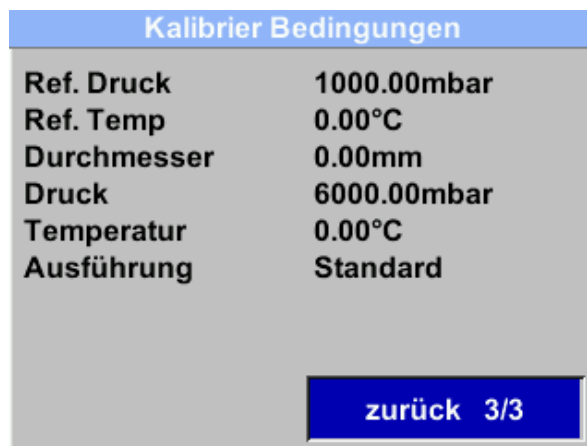 Kalibrier Bedingungen
Ref. Druck 1000.00mbar
Ref. Temp 0.00°C
Durchmesser 0.00mm
Druck 6000.00mbar
Temperatur 0.00°C
Ausführung Standard
zurück 3/3